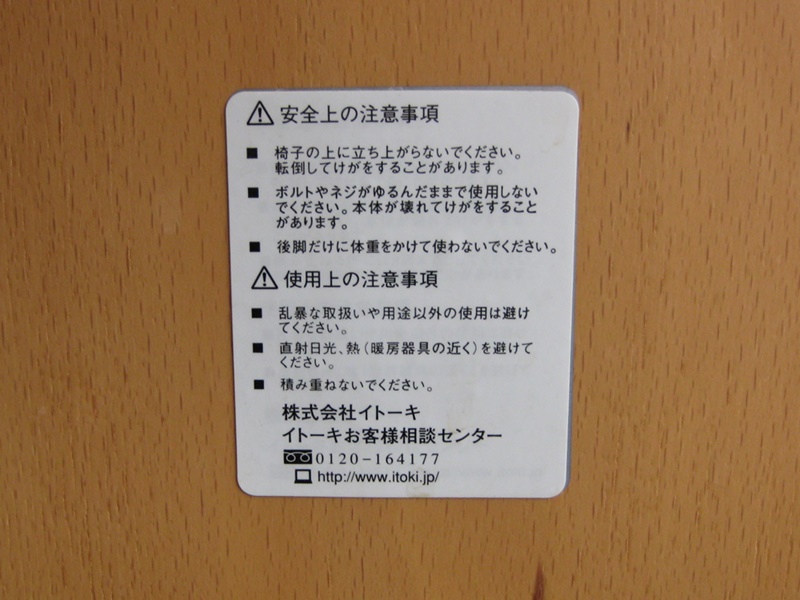 ⚠安全上の注意事項
■ 椅子の上に立ち上がらないでください。
転倒してけがをすることがあります。
■ ボルトやネジがゆるんだままで使用しない
でください。本体が壊れてけがをすること
があります。
■ 後脚だけに体重をかけて使わないでください。
⚠使用上の注意事項
■ 乱暴な取扱いや用途以外の使用は避け
てください。
■ 直射日光、熱(暖房器具の近く)を避けて
ください。
■ 積み重ねないでください。
株式会社イトーキ
イトーキお客様相談センター
0120-164177
http://www.itoki.jp/